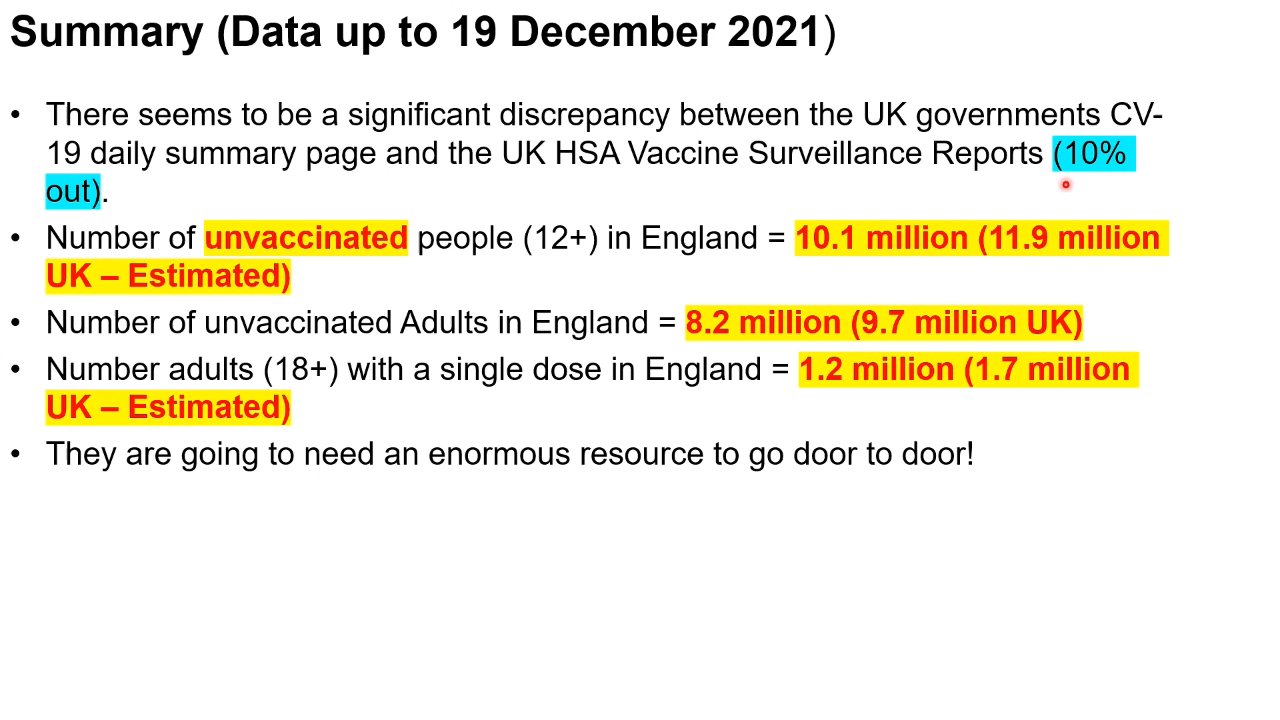 Summary (Data up to 19 December 2021)
• There seems to be a significant discrepancy between the UK governments CV-
19 daily summary page and the UK HSA Vaccine Surveillance Reports (10%
out).
• Number of unvaccinated people (12+) in England = 10.1 million (11.9 million
UK – Estimated)
• Number of unvaccinated Adults in England = 8.2 million (9.7 million UK)
• Number adults (18+) with a single dose in England = 1.2 million (1.7 million
UK – Estimated)
• They are going to need an enormous resource to go door to door!